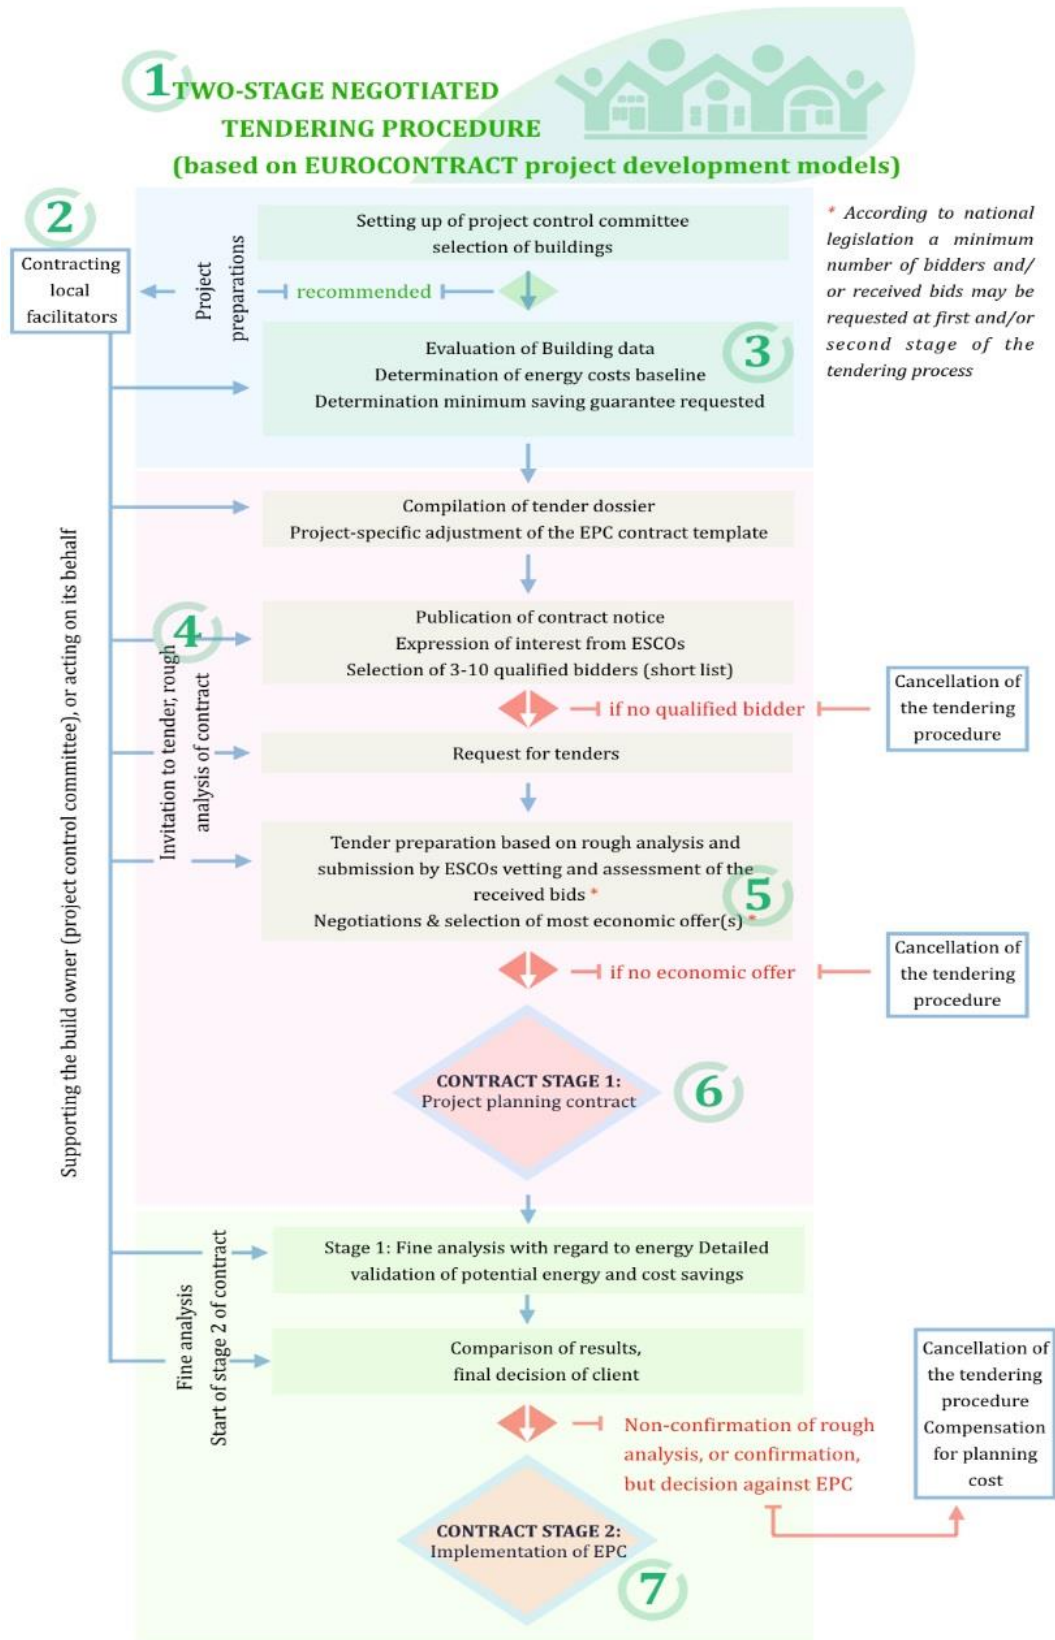 1
TWO-STAGE NEGOTIATED
TENDERING PROCEDURE
(based on EUROCONTRACT project development models)
2
Contracting
local
facilitators
Project
preparations
Setting up of project control committee
selection of buildings
recommended
* According to national
legislation a minimum
number of bidders and/
or received bids may be
requested at first and/or
second stage of the
tendering process
3
Evaluation of Building data
Determination of energy costs baseline
Determination minimum saving guarantee requested
Supporting the build owner (project control committee), or acting on its behalf
Compilation of tender dossier
Project-specific adjustment of the EPC contract template
4
Invitation to tender, rough
analysis of contract
Publication of contract notice
Expression of interest from ESCOs
Selection of 3-10 qualified bidders (short list)
if no qualified bidder
Cancellation of
the tendering
procedure
Request for tenders
Tender preparation based on rough analysis and
submission by ESCOs vetting and assessment of the
received bids *
Negotiations & selection of most economic offer(s) *
5
if no economic offer
Cancellation of
the tendering
procedure
CONTRACT STAGE 1:
Project planning contract
6
Fine analysis
Start of stage 2 of contract
Stage 1: Fine analysis with regard to energy Detailed
validation of potential energy and cost savings
Comparison of results,
final decision of client
Non-confirmation of rough
analysis, or confirmation,
but decision against EPC
Cancellation of
the tendering
procedure
Compensation
for planning
cost
CONTRACT STAGE 2:
Implementation of EPC
7